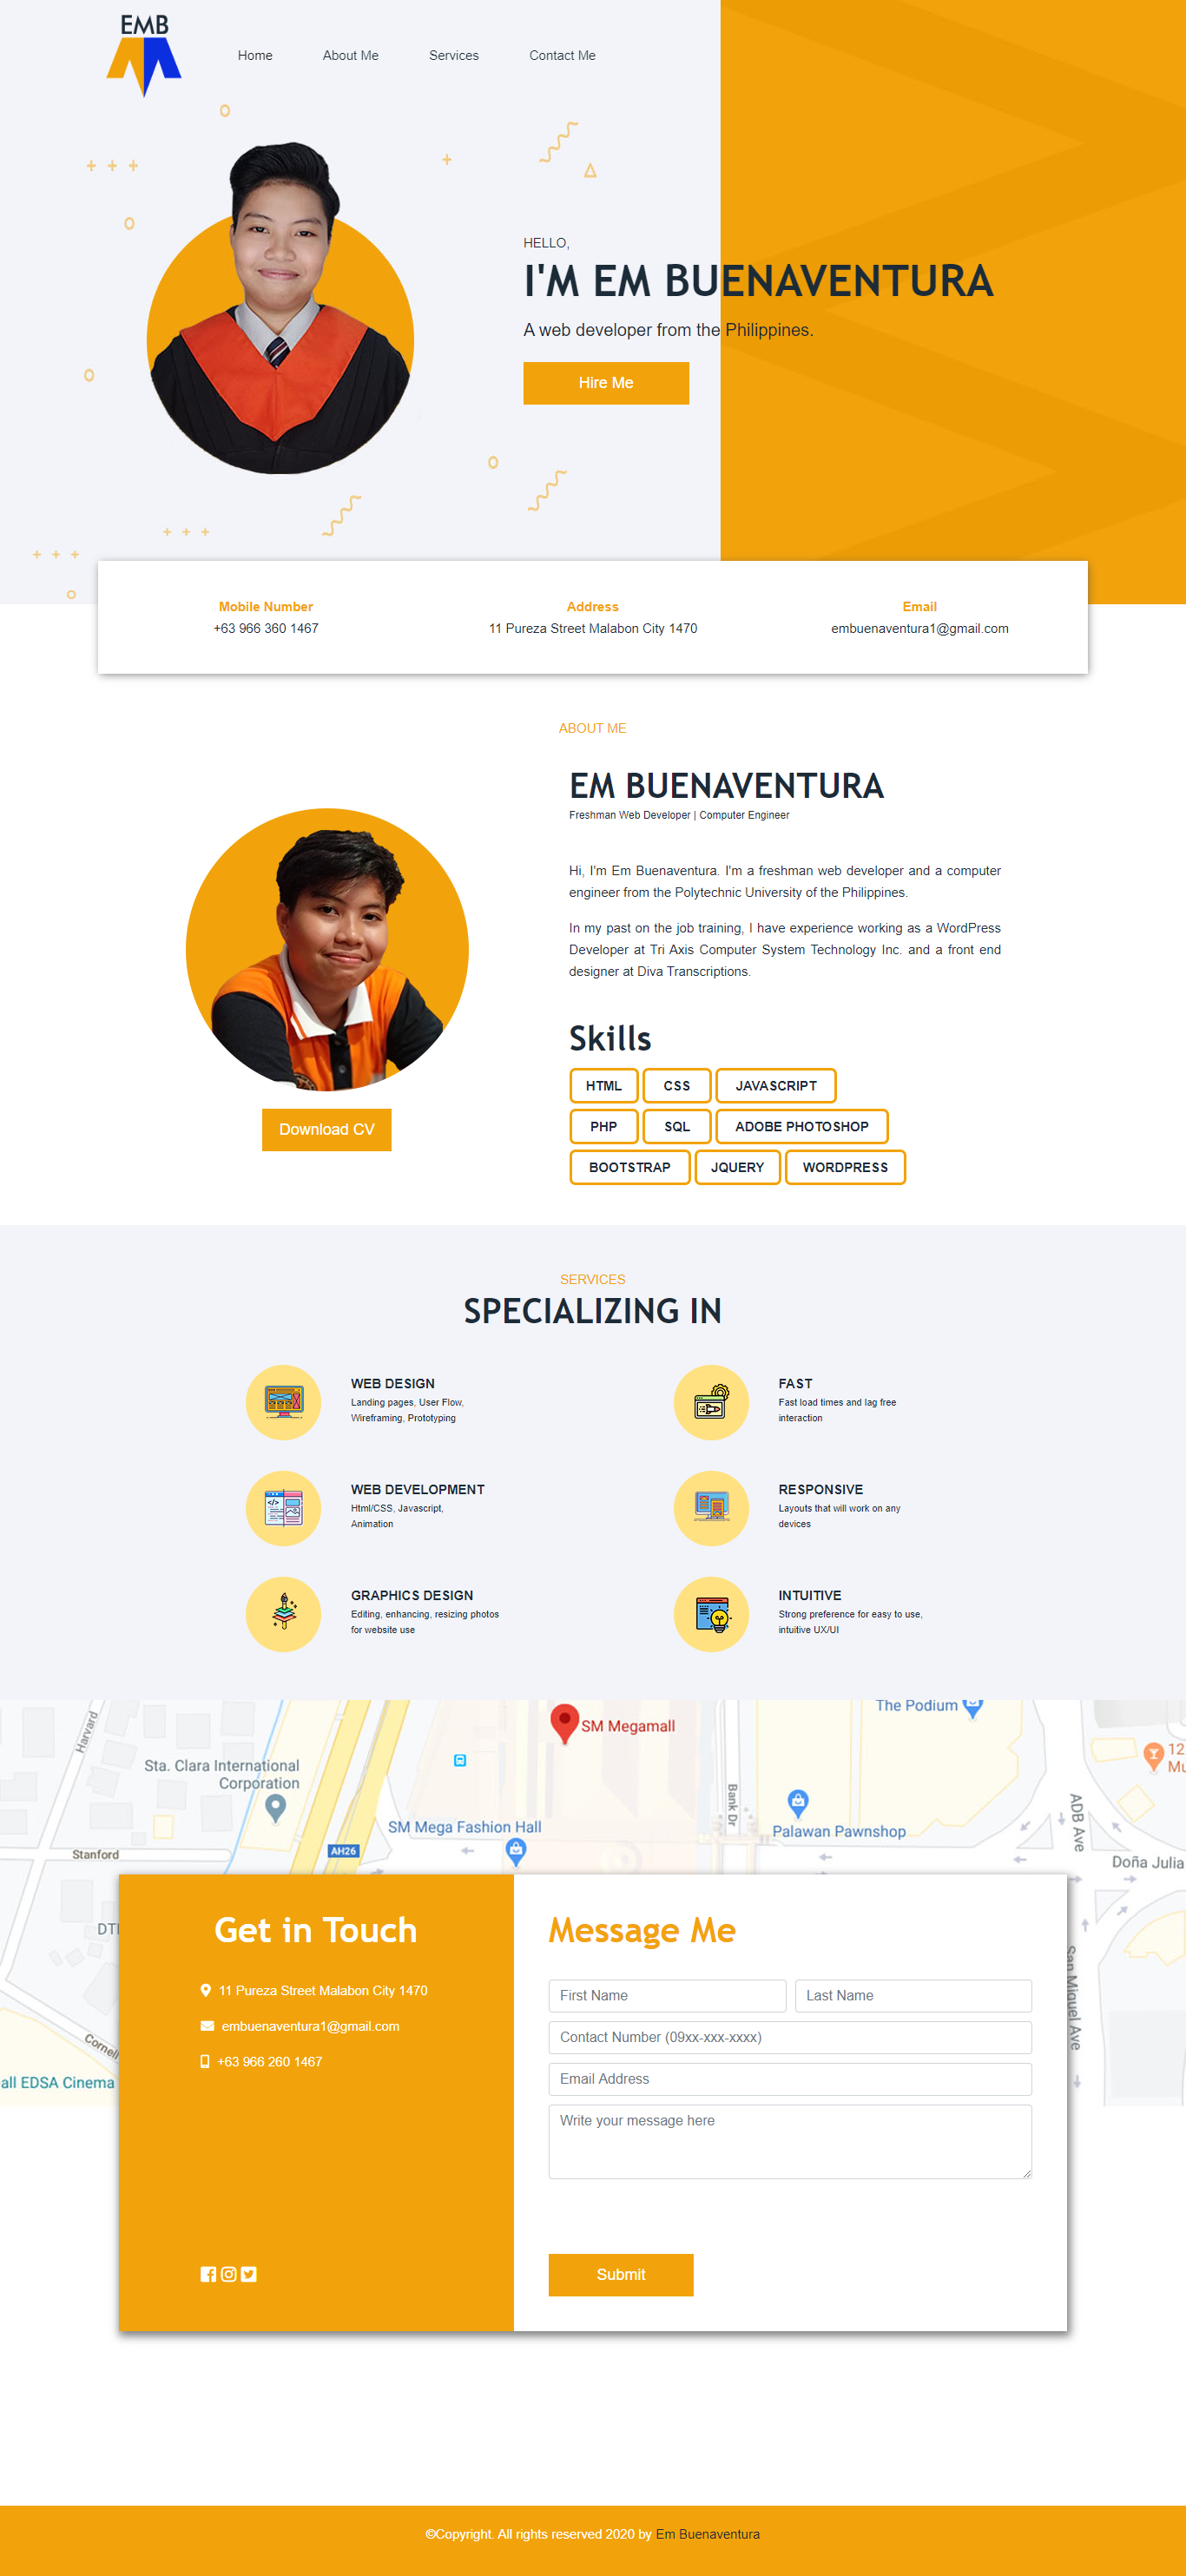 EMB
Home
About Me
Services
Contact Me
HELLO,
I'M EM BUENAVENTURA
A web developer from the Philippines.
Hire Me
Mobile Number
+63 966 360 1467
Address
11 Pureza Street Malabon City 1470
Email
embuenaventura1@gmail.com
ABOUT ME
EM BUENAVENTURA
Freshman Web Developer | Computer Engineer
Hi, I'm Em Buenaventura. I'm a freshman web developer and a computer
engineer from the Polytechnic University of the Philippines.
In my past on the job training, I have experience working as a WordPress
Developer at Tri Axis Computer System Technology Inc. and a front end
designer at Diva Transcriptions.
Download CV
Skills
HTML
CSS
JAVASCRIPT
PHP
SQL
ADOBE PHOTOSHOP
BOOTSTRAP
JQUERY
WORDPRESS
SERVICES
SPECIALIZING IN
WEB DESIGN
Landing pages, User Flow,
Wireframing, Prototyping
FAST
Fast load times and lag free
interaction
WEB DEVELOPMENT
Html/CSS, Javascript,
Animation
RESPONSIVE
Layouts that will work on any
devices
GRAPHICS DESIGN
Editing, enhancing, resizing photos
for website use
INTUITIVE
Strong preference for easy to use,
intuitive UX/UI
Harvard
Sta. Clara International
Corporation
SM Megamall
The Podium
12
Mu
SM Mega Fashion Hall
Bank Dr
Palawan Pawnshop
ADB Ave
Stanford
AH26
Doña Julia
DTI
Cornell
all EDSA Cinema
San Miguel Ave
Get in Touch
11 Pureza Street Malabon City 1470
embuenaventura1@gmail.com
+63 966 260 1467
Message Me
First Name
Last Name
Contact Number (09xx-xxx-xxxx)
Email Address
Write your message here
Submit
©Copyright. All rights reserved 2020 by Em Buenaventura